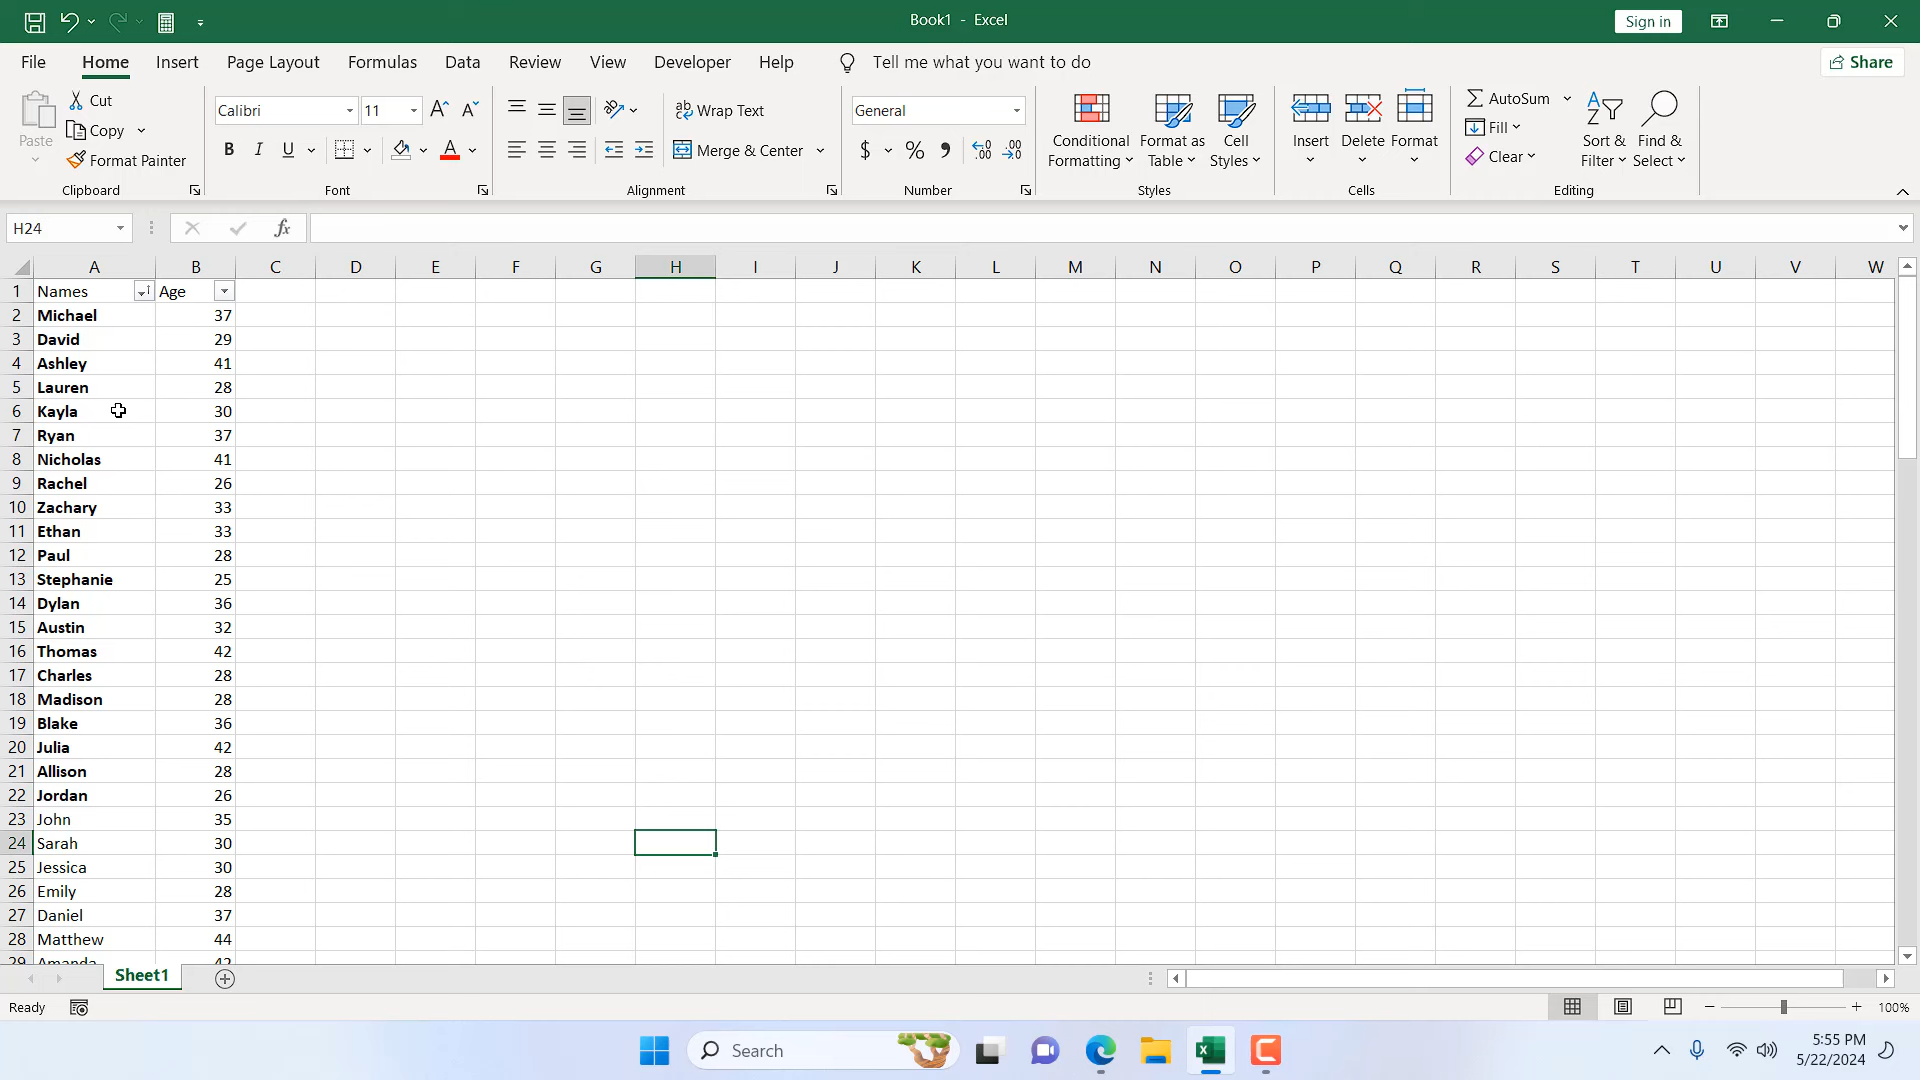 Book1 - Excel
Sign in
File Home Insert Page Layout Formulas Data Review View Developer Help Tell me what you want to do Share
Paste
Cut
Copy
Format Painter
Clipboard
Calibri 11
B I U A
Font
Wrap Text
Merge & Center
Alignment
General
$ % ,
Number
Conditional Formatting
Format as Table
Cell Styles
Styles
Insert Delete Format
Cells
AutoSum
Fill
Clear
Sort & Filter
Find & Select
Editing
H24 fx
A B C D E F G H I J K L M N O P Q R S T U V W
1 Names Age
2 Michael 37
3 David 29
4 Ashley 41
5 Lauren 28
6 Kayla 30
7 Ryan 37
8 Nicholas 41
9 Rachel 26
10 Zachary 33
11 Ethan 33
12 Paul 28
13 Stephanie 25
14 Dylan 36
15 Austin 32
16 Thomas 42
17 Charles 28
18 Madison 28
19 Blake 36
20 Julia 42
21 Allison 28
22 Jordan 26
23 John 35
24 Sarah 30
25 Jessica 30
26 Emily 28
27 Daniel 37
28 Matthew 44
29 Amanda 42
Sheet1
Ready 100%
Search
5:55 PM
5/22/2024